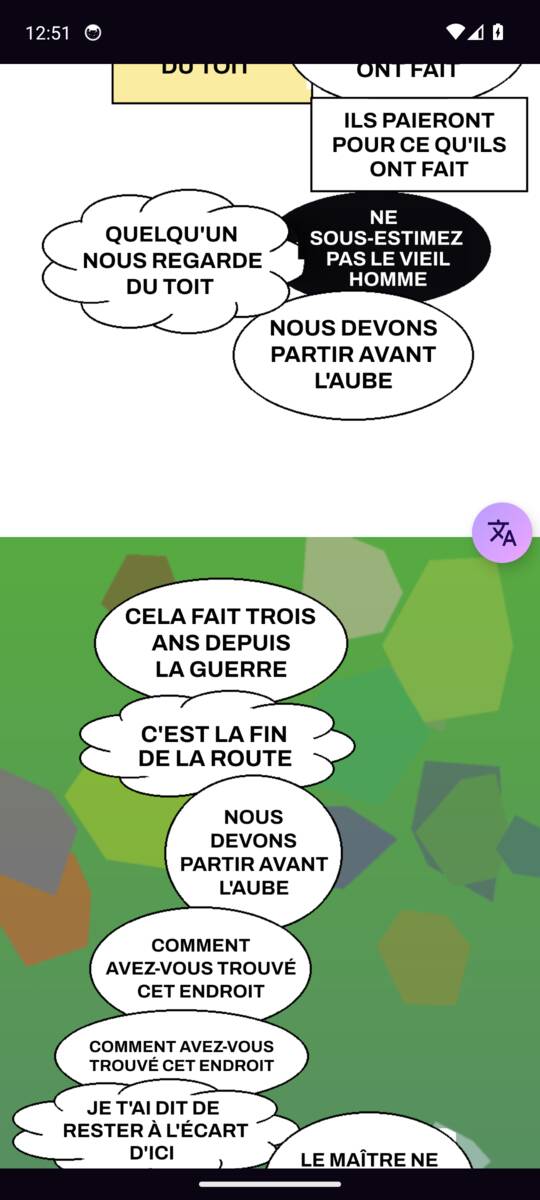 12:51
DU TOIT
ONT FAIT
ILS PAIERONT
POUR CE QU'ILS
ONT FAIT
NE
SOUS-ESTIMEZ
PAS LE VIEIL
HOMME
QUELQU'UN
NOUS REGARDE
DU TOIT
NOUS DEVONS
PARTIR AVANT
L'AUBE
CELA FAIT TROIS
ANS DEPUIS
LA GUERRE
C'EST LA FIN
DE LA ROUTE
NOUS
DEVONS
PARTIR AVANT
L'AUBE
COMMENT
AVEZ-VOUS TROUVÉ
CET ENDROIT
COMMENT AVEZ-VOUS
TROUVÉ CET ENDROIT
JE T'AI DIT DE
RESTER À L'ÉCART
D'ICI
LE MAÎTRE NE